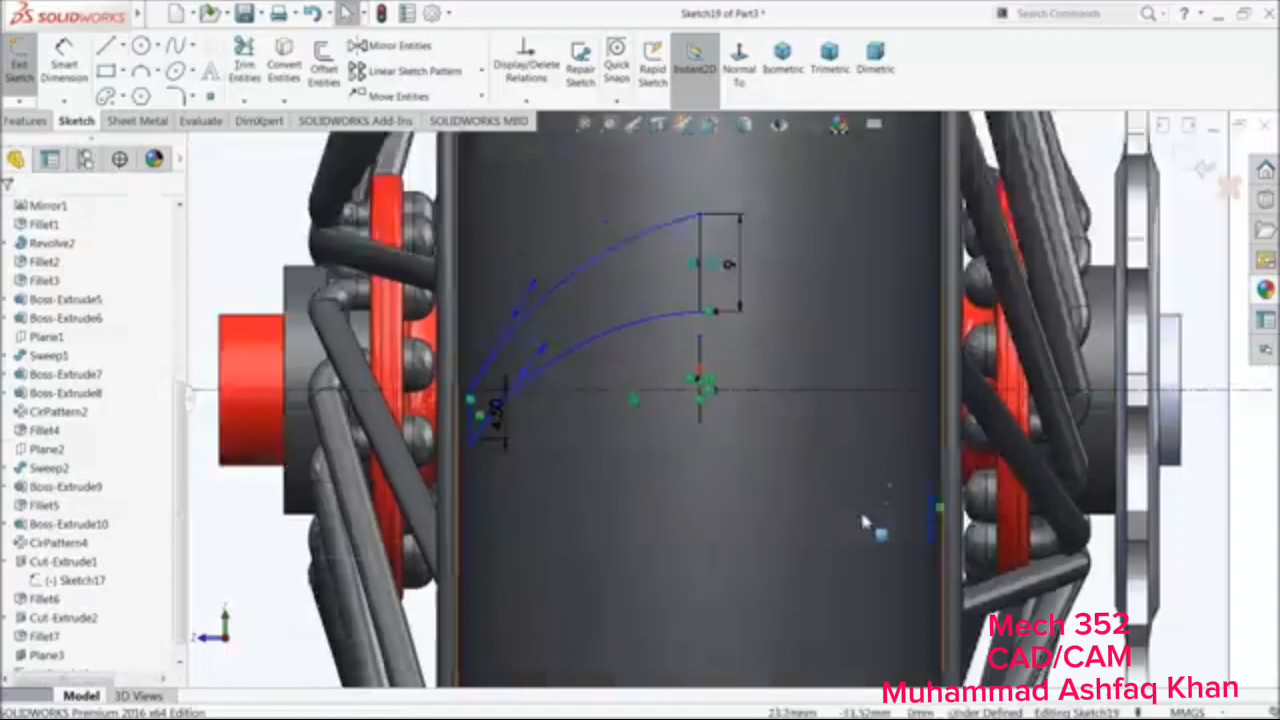 SOLIDWORKS
Sketch19 of Part3 *
Search Commands
?
Exit Sketch
Smart Dimension
Trim Entities
Convert Entities
Offset Entities
Mirror Entities
Linear Sketch Pattern
Move Entities
Display/Delete Relations
Repair Sketch
Quick Snaps
Rapid Sketch
Instant2D
Normal To
Isometric
Trimetric
Dimetric
Features
Sketch
Sheet Metal
Evaluate
DimXpert
SOLIDWORKS Add-Ins
SOLIDWORKS MBD
Mirror1
Fillet1
Revolve2
Fillet2
Fillet3
Boss-Extrude5
Boss-Extrude6
Plane1
Sweep1
Boss-Extrude7
Boss-Extrude8
CirPattern2
Fillet4
Plane2
Sweep2
Boss-Extrude9
Fillet5
Boss-Extrude10
CirPattern4
Cut-Extrude1
(-) Sketch17
Fillet6
Cut-Extrude2
Fillet7
Plane3
4.50
Z
Mech 352
CAD/CAM
Muhammad Ashfaq Khan
Model
3D Views
SOLIDWORKS Premium 2016 x64 Edition
0mm
Under Defined
Editing Sketch19
MMGS